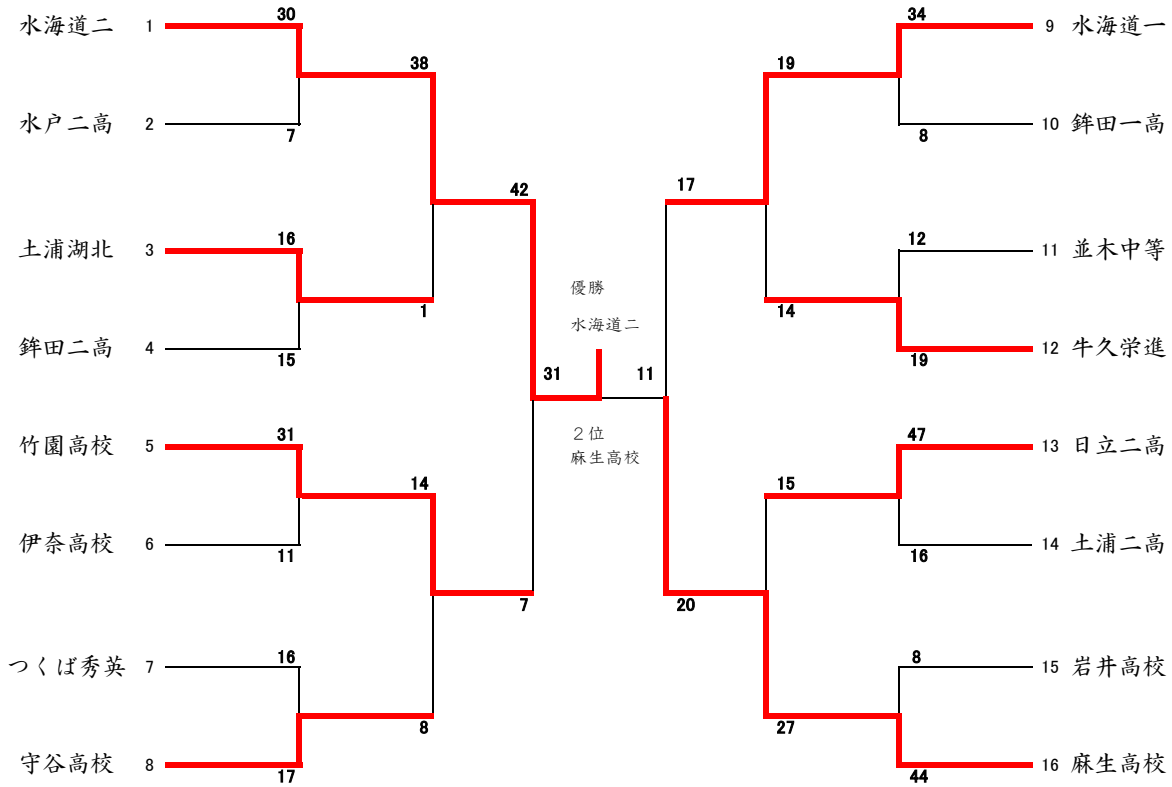 水海道二 1
30
38
7
水戸二高 2
42
土浦湖北 3
16
1
鉾田二高 4
15
31
竹園高校 5
31
14
伊奈高校 6
11
7
つくば秀英 7
16
8
守谷高校 8
17
優勝
水海道二
2位
麻生高校
34
9 水海道一
19
8
10 鉾田一高
17
12
11 並木中等
14
19
12 牛久栄進
11
47
13 日立二高
15
16
14 土浦二高
20
8
15 岩井高校
27
44
16 麻生高校